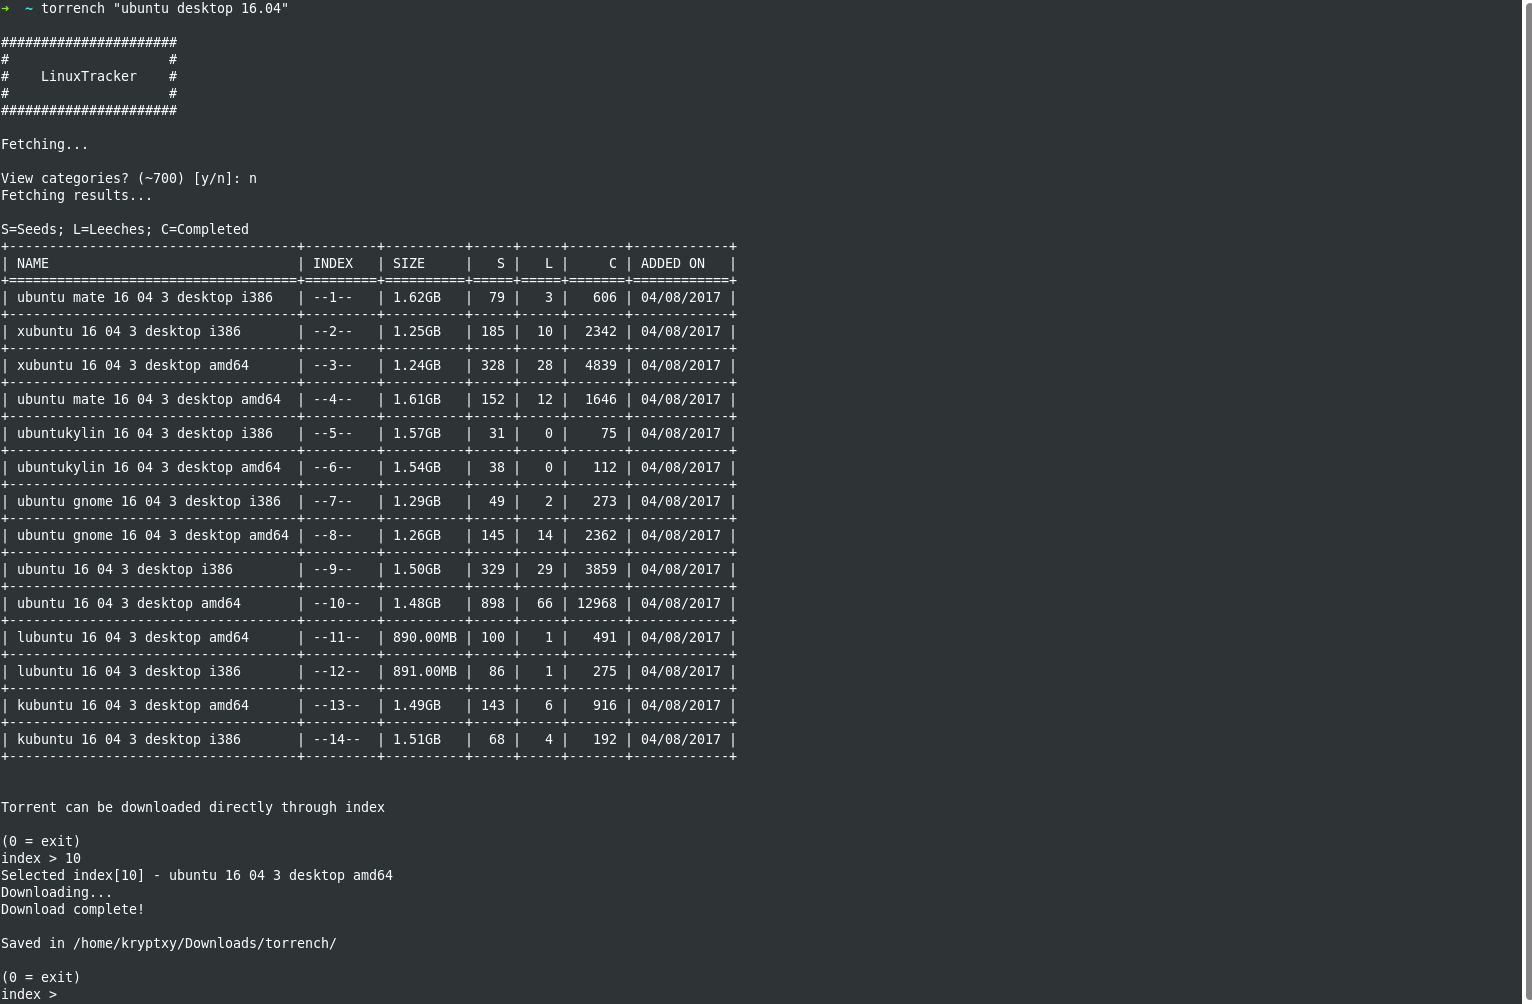 →  ~ torrench "ubuntu desktop 16.04"

######################
#                    #
#    LinuxTracker    #
#                    #
######################

Fetching...

View categories? (~700) [y/n]: n
Fetching results...

S=Seeds; L=Leeches; C=Completed
+------------------------------------+---------+----------+-----+-----+-------+------------+
| NAME                               | INDEX   | SIZE     |   S |   L |     C | ADDED ON   |
+====================================+=========+==========+=====+=====+=======+============+
| ubuntu mate 16 04 3 desktop i386   | --1--   | 1.62GB   |  79 |   3 |   606 | 04/08/2017 |
+------------------------------------+---------+----------+-----+-----+-------+------------+
| xubuntu 16 04 3 desktop i386       | --2--   | 1.25GB   | 185 |  10 |  2342 | 04/08/2017 |
+------------------------------------+---------+----------+-----+-----+-------+------------+
| xubuntu 16 04 3 desktop amd64      | --3--   | 1.24GB   | 328 |  28 |  4839 | 04/08/2017 |
+------------------------------------+---------+----------+-----+-----+-------+------------+
| ubuntu mate 16 04 3 desktop amd64  | --4--   | 1.61GB   | 152 |  12 |  1646 | 04/08/2017 |
+------------------------------------+---------+----------+-----+-----+-------+------------+
| ubuntukylin 16 04 3 desktop i386   | --5--   | 1.57GB   |  31 |   0 |    75 | 04/08/2017 |
+------------------------------------+---------+----------+-----+-----+-------+------------+
| ubuntukylin 16 04 3 desktop amd64  | --6--   | 1.54GB   |  38 |   0 |   112 | 04/08/2017 |
+------------------------------------+---------+----------+-----+-----+-------+------------+
| ubuntu gnome 16 04 3 desktop i386  | --7--   | 1.29GB   |  49 |   2 |   273 | 04/08/2017 |
+------------------------------------+---------+----------+-----+-----+-------+------------+
| ubuntu gnome 16 04 3 desktop amd64 | --8--   | 1.26GB   | 145 |  14 |  2362 | 04/08/2017 |
+------------------------------------+---------+----------+-----+-----+-------+------------+
| ubuntu 16 04 3 desktop i386        | --9--   | 1.50GB   | 329 |  29 |  3859 | 04/08/2017 |
+------------------------------------+---------+----------+-----+-----+-------+------------+
| ubuntu 16 04 3 desktop amd64       | --10--  | 1.48GB   | 898 |  66 | 12968 | 04/08/2017 |
+------------------------------------+---------+----------+-----+-----+-------+------------+
| lubuntu 16 04 3 desktop amd64      | --11--  | 890.00MB | 100 |   1 |   491 | 04/08/2017 |
+------------------------------------+---------+----------+-----+-----+-------+------------+
| lubuntu 16 04 3 desktop i386       | --12--  | 891.00MB |  86 |   1 |   275 | 04/08/2017 |
+------------------------------------+---------+----------+-----+-----+-------+------------+
| kubuntu 16 04 3 desktop amd64      | --13--  | 1.49GB   | 143 |   6 |   916 | 04/08/2017 |
+------------------------------------+---------+----------+-----+-----+-------+------------+
| kubuntu 16 04 3 desktop i386       | --14--  | 1.51GB   |  68 |   4 |   192 | 04/08/2017 |
+------------------------------------+---------+----------+-----+-----+-------+------------+

Torrent can be downloaded directly through index

(0 = exit)
index > 10
Selected index[10] - ubuntu 16 04 3 desktop amd64
Downloading...
Download complete!

Saved in /home/kryptxy/Downloads/torrench/

(0 = exit)
index >